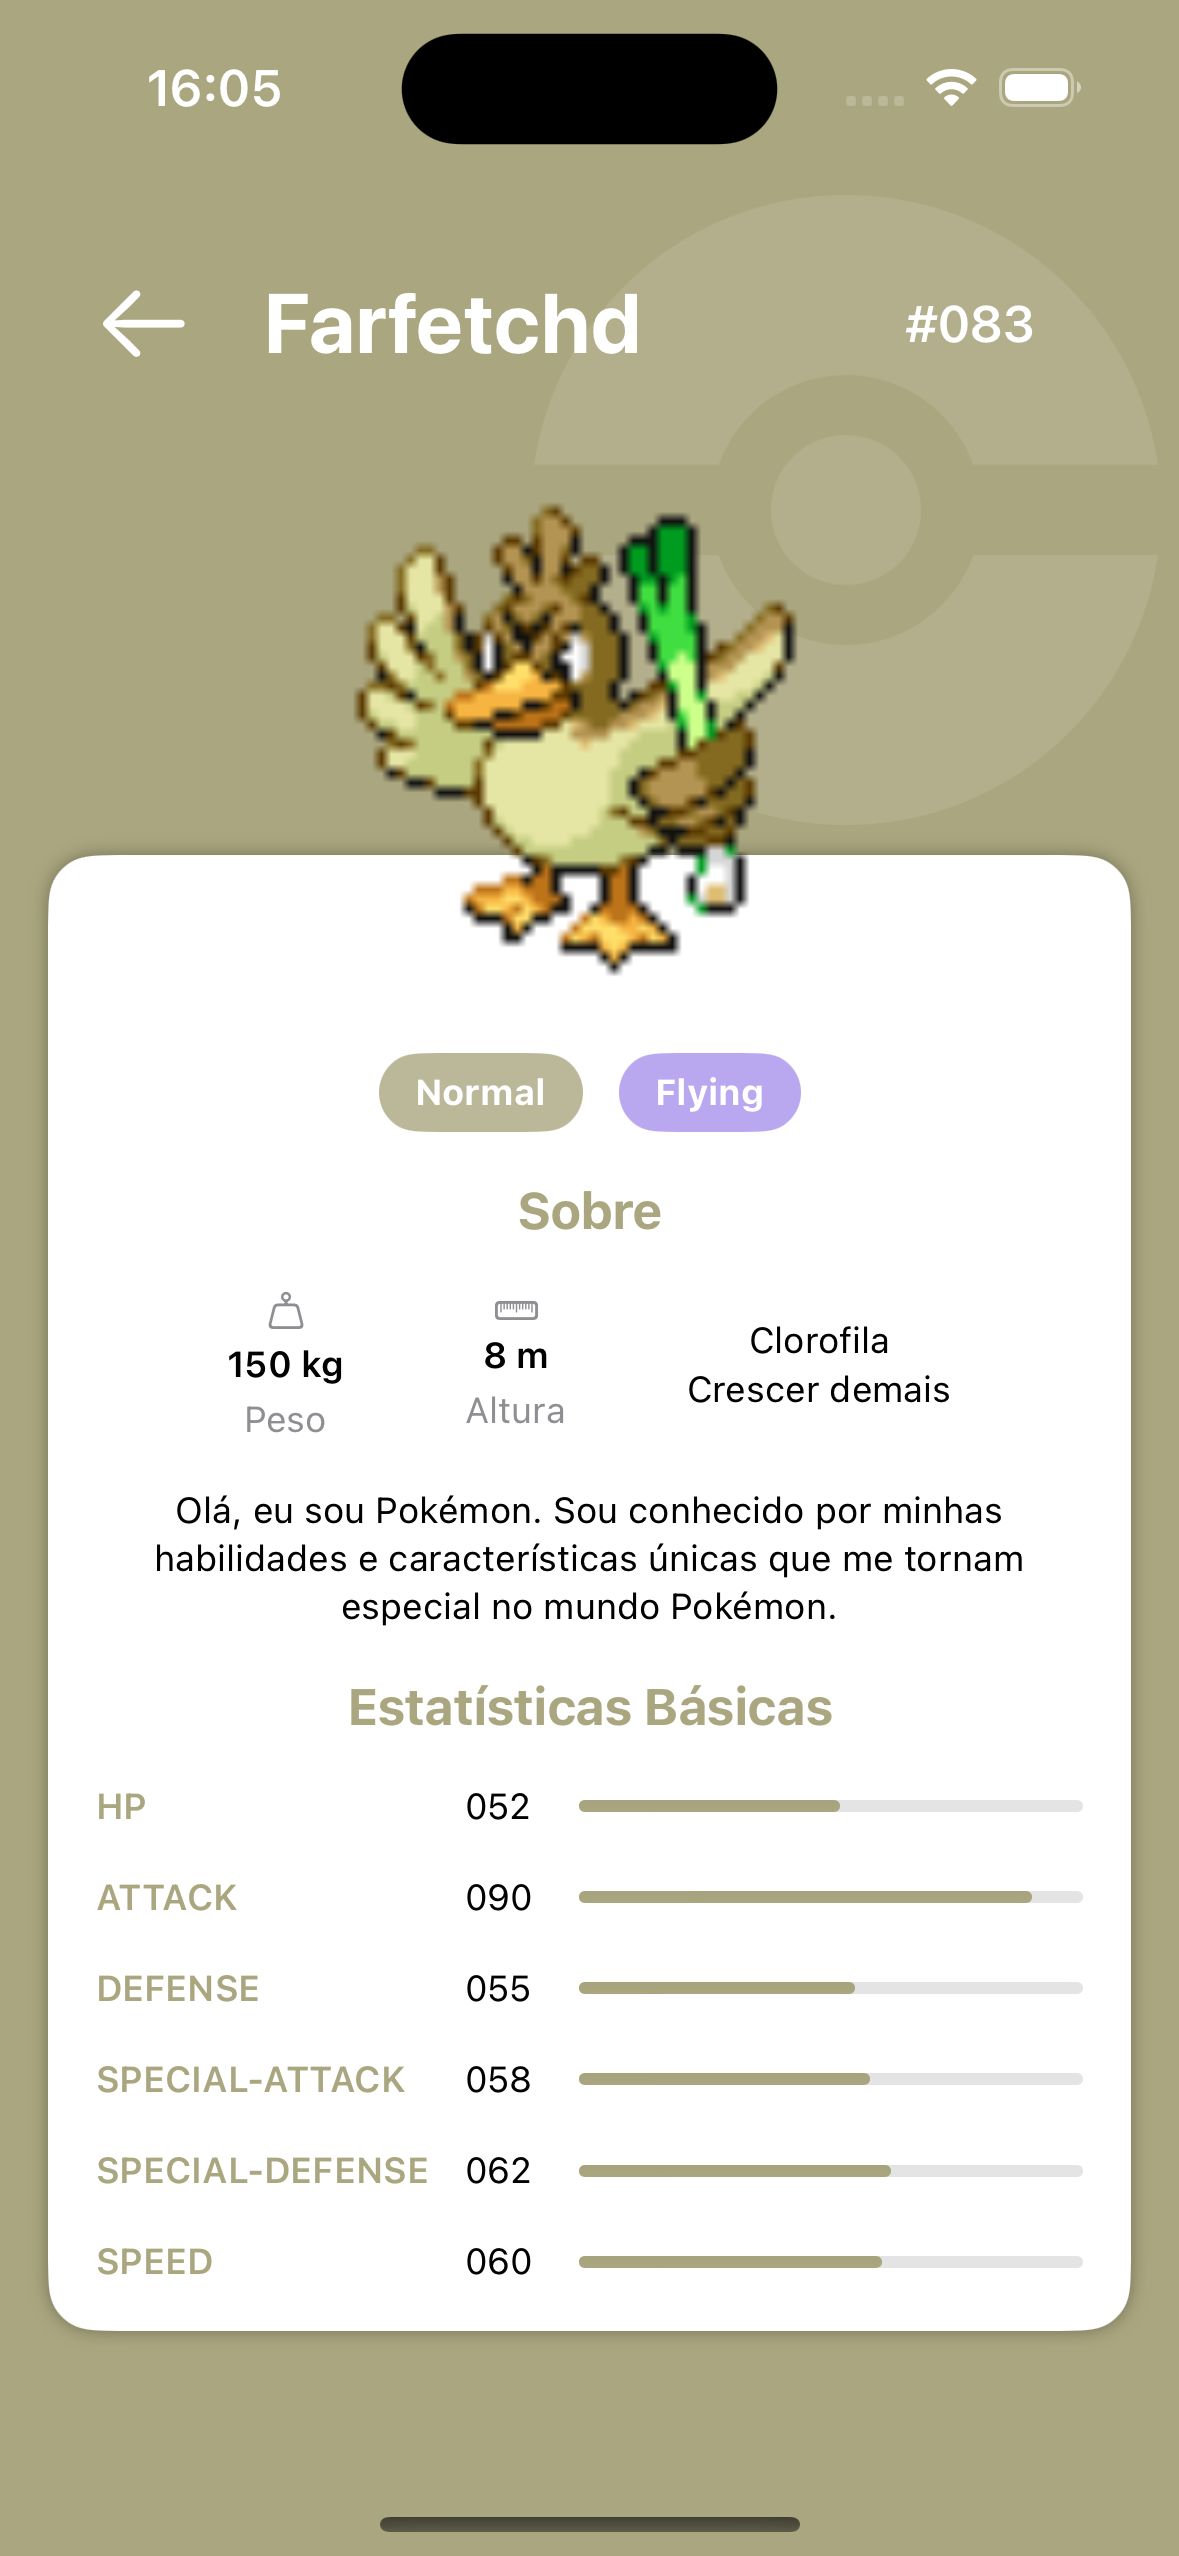 16:05
Farfetchd
#083
Normal
Flying
Sobre
150 kg
Peso
8 m
Altura
Clorofila
Crescer demais
Olá, eu sou Pokémon. Sou conhecido por minhas
habilidades e características únicas que me tornam
especial no mundo Pokémon.
Estatísticas Básicas
HP 052
ATTACK 090
DEFENSE 055
SPECIAL-ATTACK 058
SPECIAL-DEFENSE 062
SPEED 060